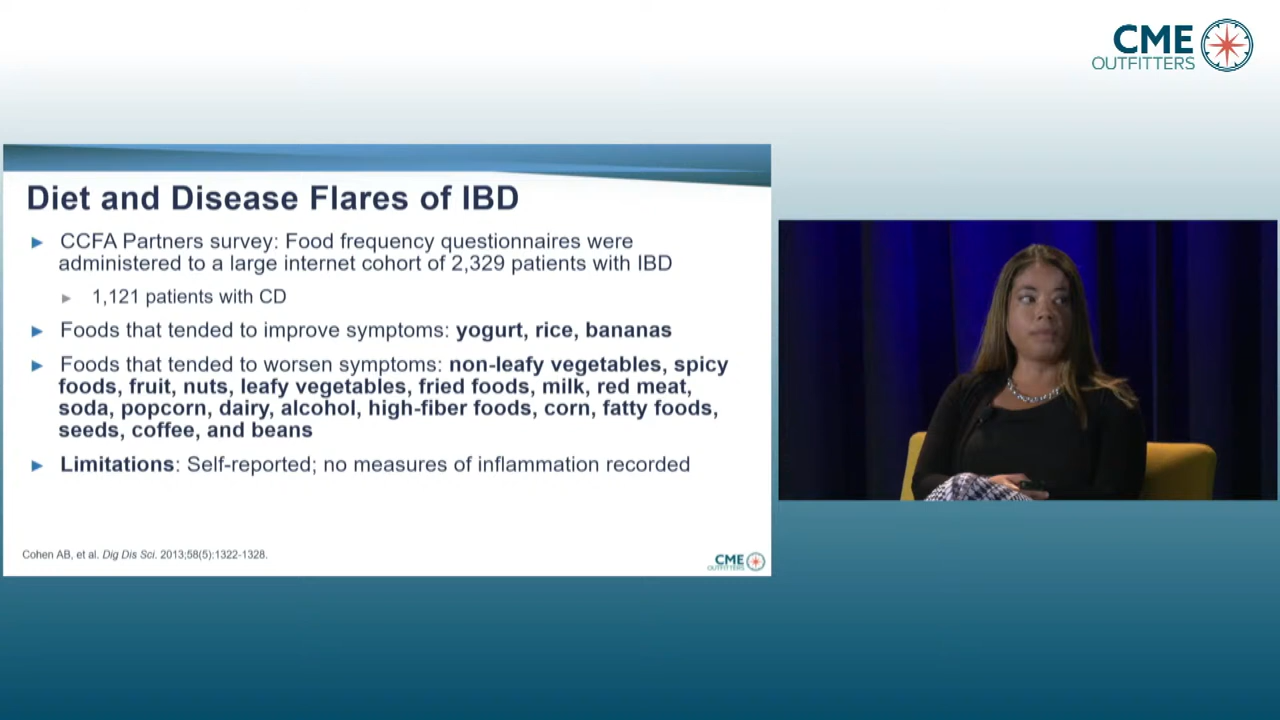 CME
OUTFITTERS
Diet and Disease Flares of IBD
CCFA Partners survey: Food frequency questionnaires were
administered to a large internet cohort of 2,329 patients with IBD
1,121 patients with CD
Foods that tended to improve symptoms: yogurt, rice, bananas
Foods that tended to worsen symptoms: non-leafy vegetables, spicy
foods, fruit, nuts, leafy vegetables, fried foods, milk, red meat,
soda, popcorn, dairy, alcohol, high-fiber foods, corn, fatty foods,
seeds, coffee, and beans
Limitations: Self-reported; no measures of inflammation recorded
Cohen AB, et al. Dig Dis Sci. 2013;58(5):1322-1328.
CME
OUTFITTERS